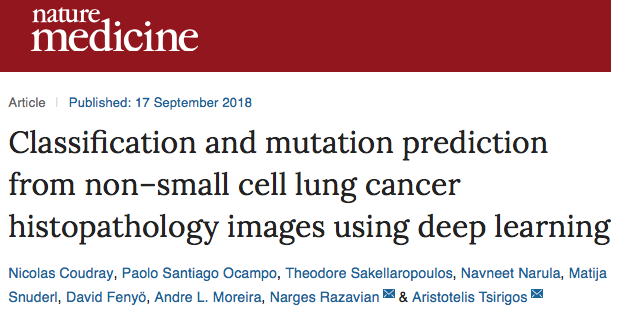 nature
medicine
Article | Published: 17 September 2018
Classification and mutation prediction
from non–small cell lung cancer
histopathology images using deep learning
Nicolas Coudray, Paolo Santiago Ocampo, Theodore Sakellaropoulos, Navneet Narula, Matija
Snuderl, David Fenyö, Andre L. Moreira, Narges Razavian & Aristotelis Tsirigos